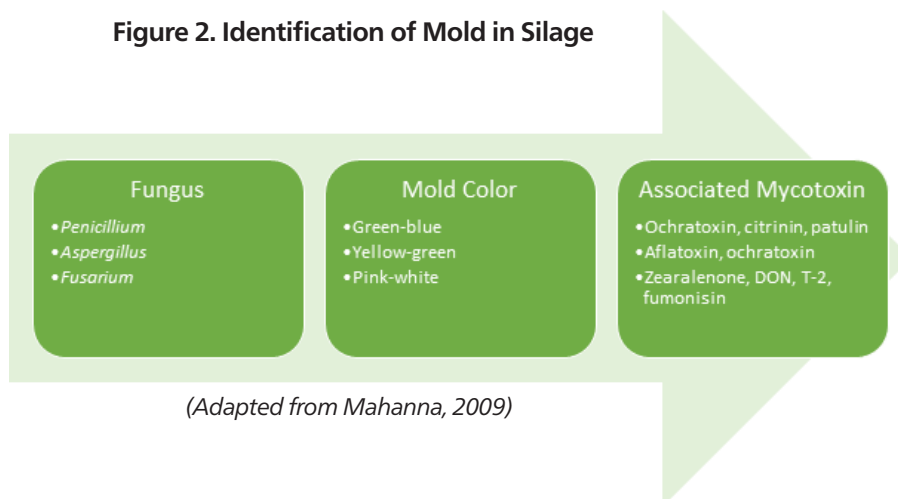 Figure 2. Identification of Mold in Silage
Fungus
•Penicillium
•Aspergillus
•Fusarium
Mold Color
•Green-blue
•Yellow-green
•Pink-white
Associated Mycotoxin
•Ochratoxin, citrinin, patulin
•Aflatoxin, ochratoxin
•Zearalenone, DON, T-2,
fumonisin
(Adapted from Mahanna, 2009)